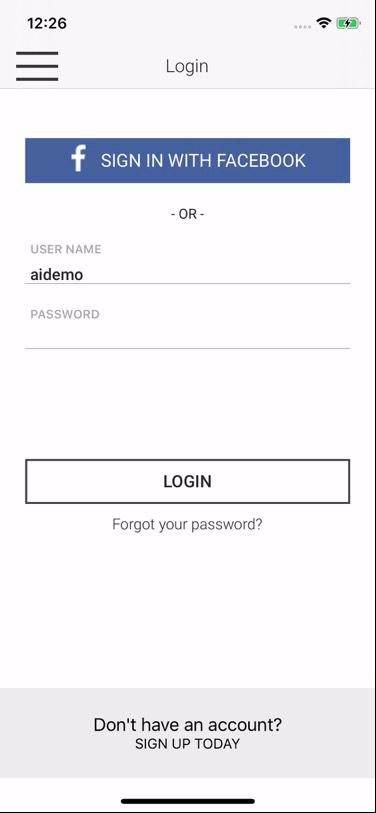 12:26
Login
f SIGN IN WITH FACEBOOK
- OR -
USER NAME
aidemo
PASSWORD
LOGIN
Forgot your password?
Don't have an account?
SIGN UP TODAY